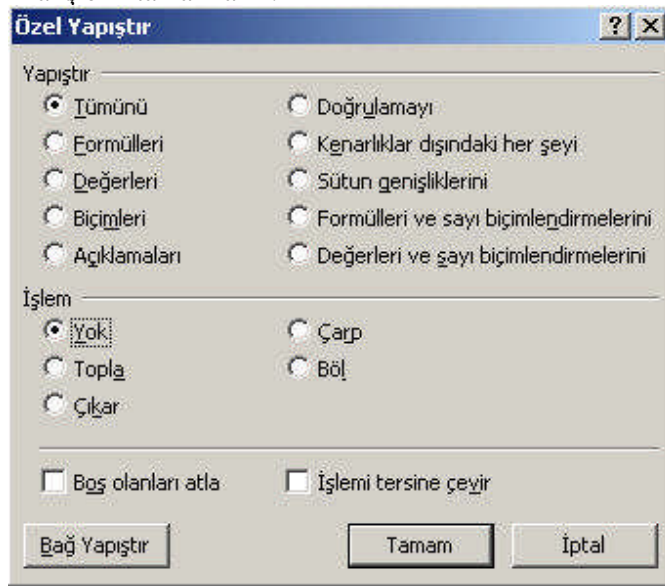 Özel Yapıştır
Yapıştır
Tümünü
Doğrulamayı
Formülleri
Kenarlıklar dışındaki her şeyi
Değerleri
Sütun genişliklerini
Biçimleri
Formülleri ve sayı biçimlendirmelerini
Açıklamaları
Değerleri ve sayı biçimlendirmelerini
İşlem
Yok
Çarp
Topla
Böl
Çıkar
Boş olanları atla
İşlemi tersine çevir
Bağ Yapıştır
Tamam
İptal